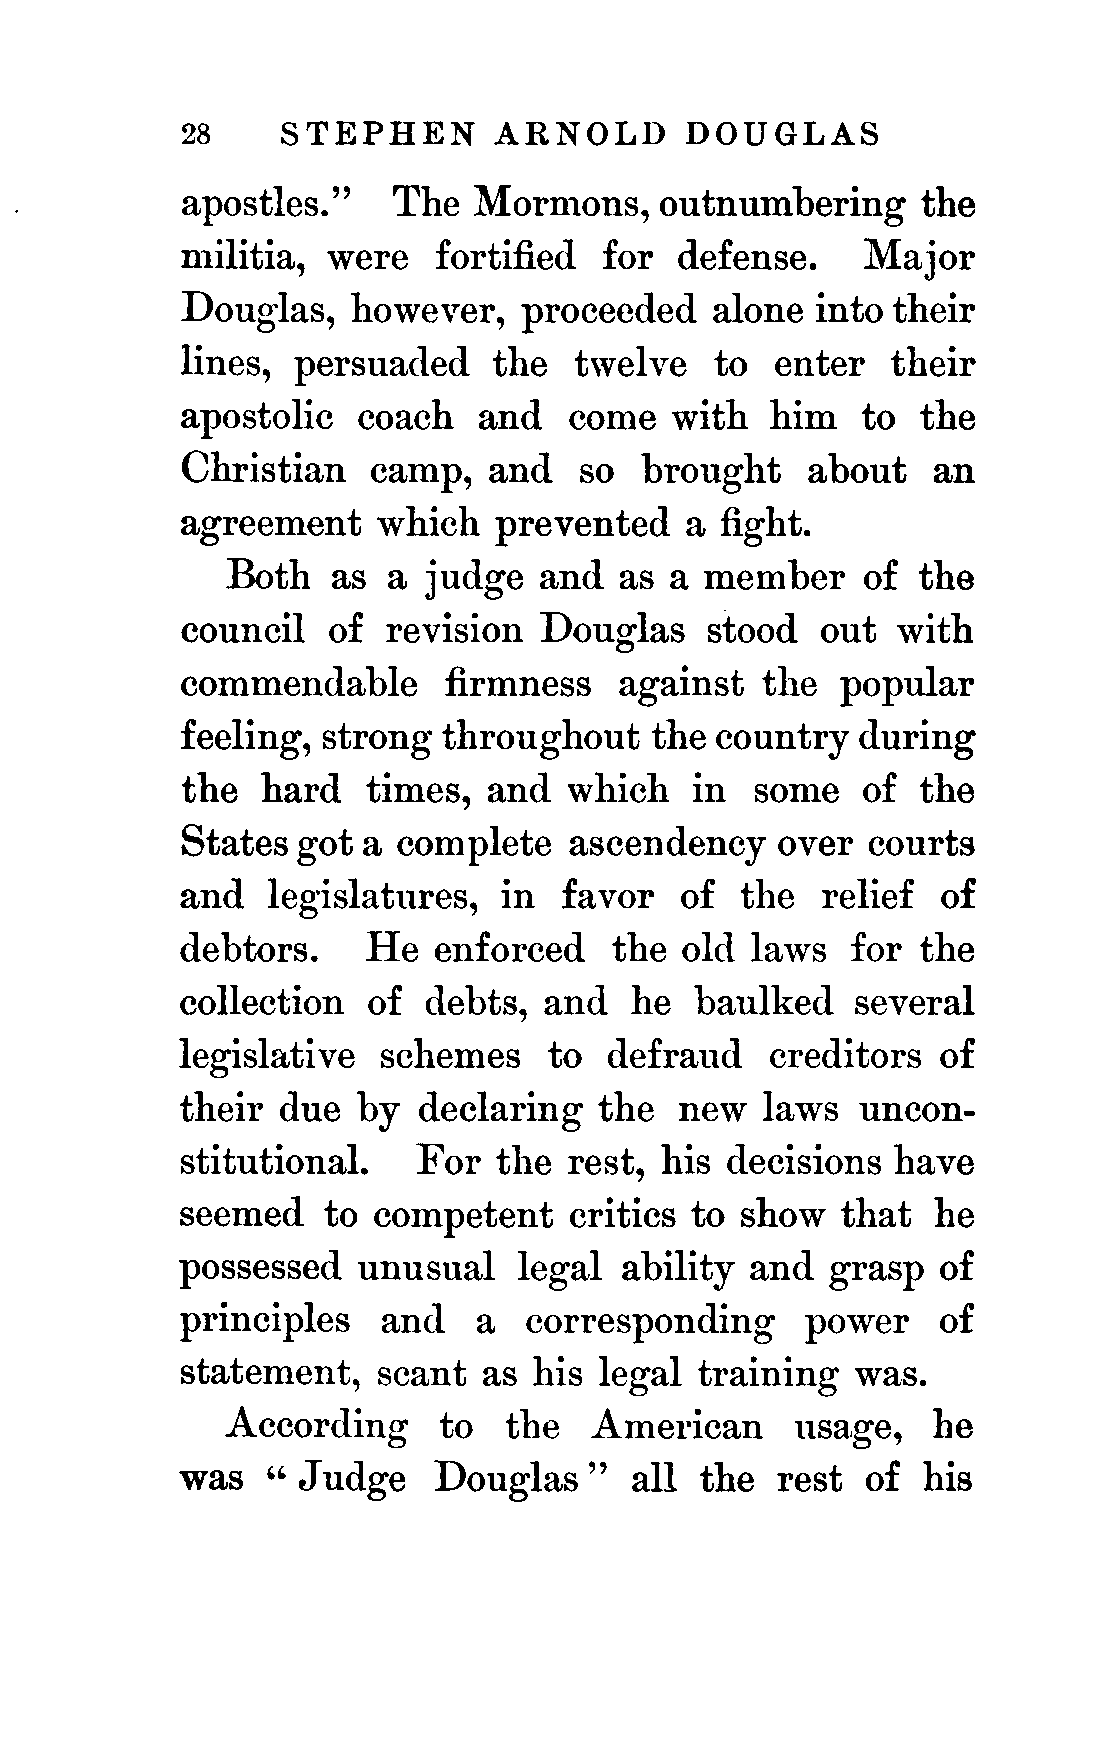 28 STEPHEN ARNOLD DOUGLAS
apostles." The Mormons, outnumbering the
militia, were fortified for defense. Major
Douglas, however, proceeded alone into their
lines, persuaded the twelve to enter their
apostolic coach and come with him to the
Christian camp, and so brought about an
agreement which prevented a fight.
Both as a judge and as a member of the
council of revision Douglas stood out with
commendable firmness against the popular
feeling, strong throughout the country during
the hard times, and which in some of the
States got a complete ascendency over courts
and legislatures, in favor of the relief of
debtors. He enforced the old laws for the
collection of debts, and he baulked several
legislative schemes to defraud creditors of
their due by declaring the new laws uncon-
stitutional. For the rest, his decisions have
seemed to competent critics to show that he
possessed unusual legal ability and grasp of
principles and a corresponding power of
statement, scant as his legal training was.
According to the American usage, he
was "Judge Douglas" all the rest of his